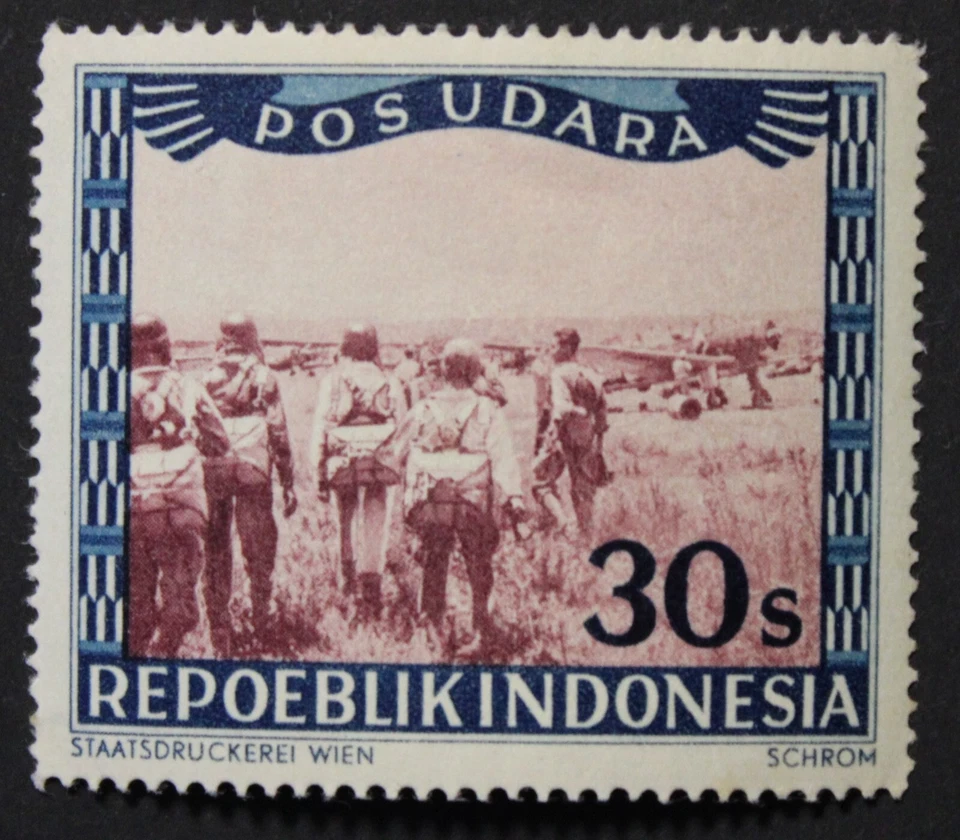 POS UDARA
30s
REPOEBLIK INDONESIA
STAATSDRUCKEREI WIEN
SCHROM